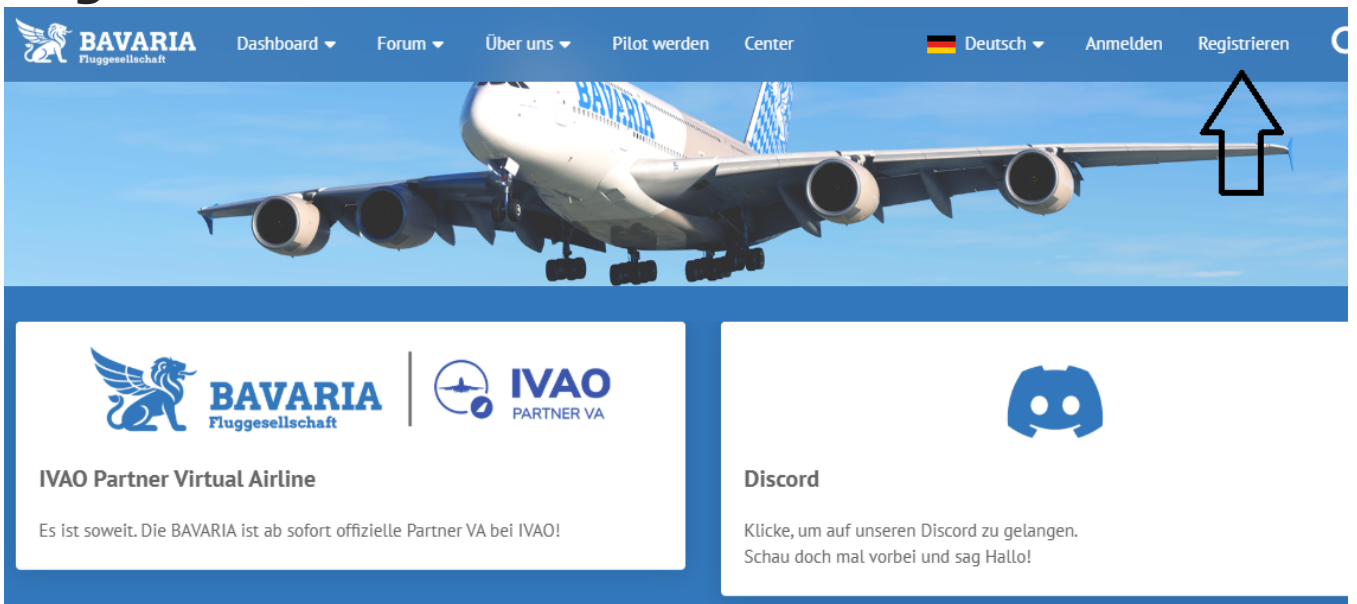 BAVARIA
Fluggesellschaft
Dashboard
Forum
Über uns
Pilot werden
Center
Deutsch
Anmelden
Registrieren
BAVARIA
BAVARIA
Fluggesellschaft
IVAO
PARTNER VA
IVAO Partner Virtual Airline
Es ist soweit. Die BAVARIA ist ab sofort offizielle Partner VA bei IVAO!
Discord
Klicke, um auf unseren Discord zu gelangen.
Schau doch mal vorbei und sag Hallo!